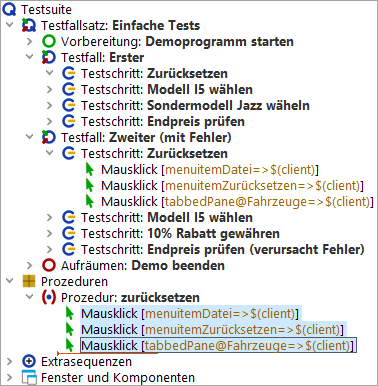 Testsuite
Testfallsatz: Einfache Tests
Vorbereitung: Demoprogramm starten
Testfall: Erster
Testschritt: Zurücksetzen
Testschritt: Modell I5 wählen
Testschritt: Sondermodell Jazz wäheln
Testschritt: Endpreis prüfen
Testfall: Zweiter (mit Fehler)
Testschritt: Zurücksetzen
Mausklick [menuitemDatei=>$(client)]
Mausklick [menuitemZurücksetzen=>$(client)]
Mausklick [tabbedPane@Fahrzeuge=>$(client)]
Testschritt: Modell I5 wählen
Testschritt: 10% Rabatt gewähren
Testschritt: Endpreis prüfen (verursacht Fehler)
Aufräumen: Demo beenden
Prozeduren
Prozedur: zurücksetzen
Mausklick [menuitemDatei=>$(client)]
Mausklick [menuitemZurücksetzen=>$(client)]
Mausklick [tabbedPane@Fahrzeuge=>$(client)]
Extrasequenzen
Fenster und Komponenten